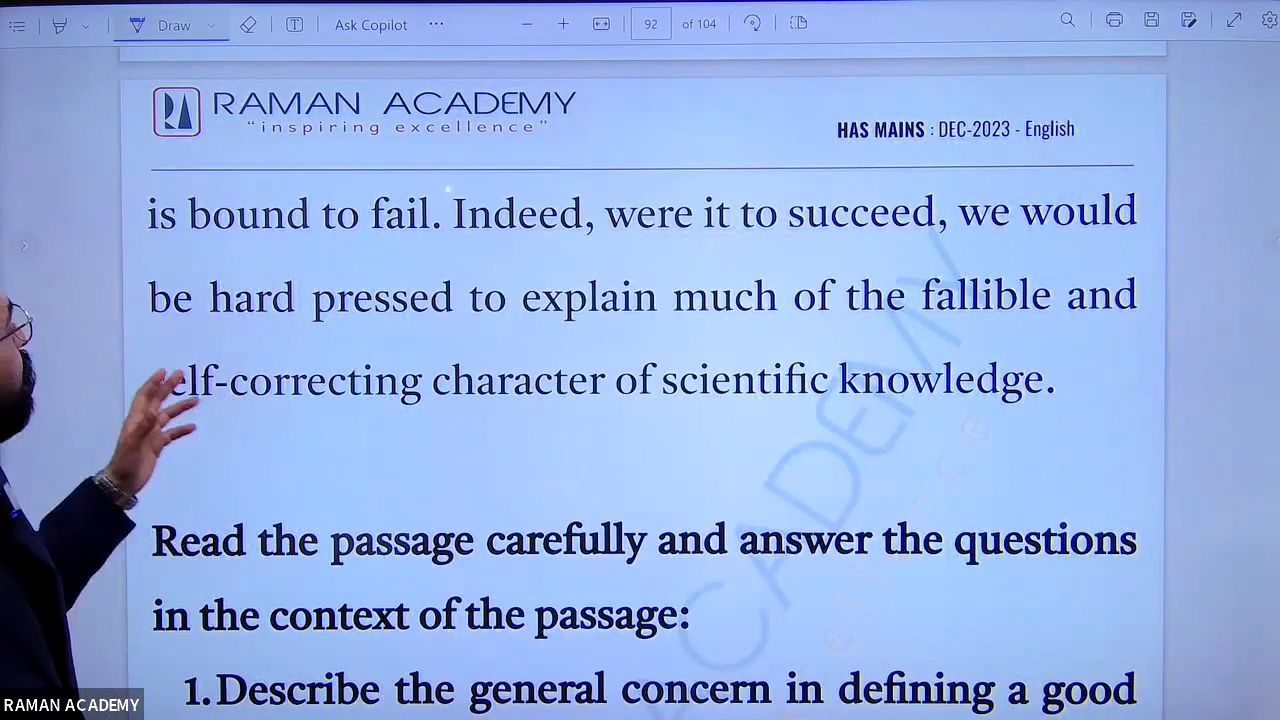 Draw
Ask Copilot
92 of 104
RAMAN ACADEMY
"inspiring excellence"
HAS MAINS : DEC-2023 - English
is bound to fail. Indeed, were it to succeed, we would
be hard pressed to explain much of the fallible and
elf-correcting character of scientific knowledge.
Read the passage carefully and answer the questions
in the context of the passage:
1. Describe the general concern in defining a good
ACADEMY
RAMAN ACADEMY